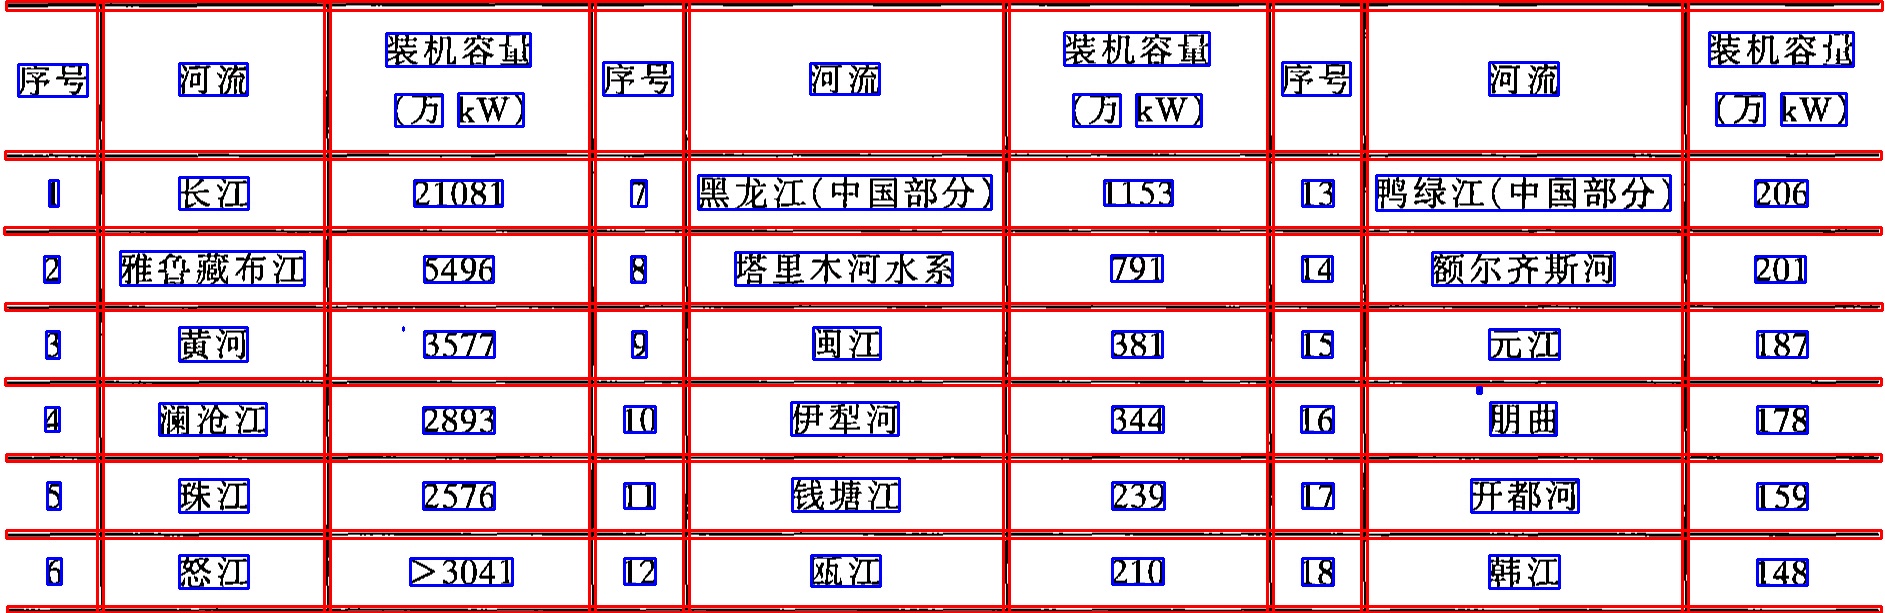 序号 河流 装机容量(万 kW) 序号 河流 装机容量(万 kW) 序号 河流 装机容量(万 kW)
1 长江 21081 7 黑龙江(中国部分) 1153 13 鸭绿江(中国部分) 206
2 雅鲁藏布江 5496 8 塔里木河水系 791 14 额尔齐斯河 201
3 黄河 3577 9 闽江 381 15 元江 187
4 澜沧江 2893 10 伊犁河 344 16 朋曲 178
5 珠江 2576 11 钱塘江 239 17 开都河 159
6 怒江 >3041 12 瓯江 210 18 韩江 148